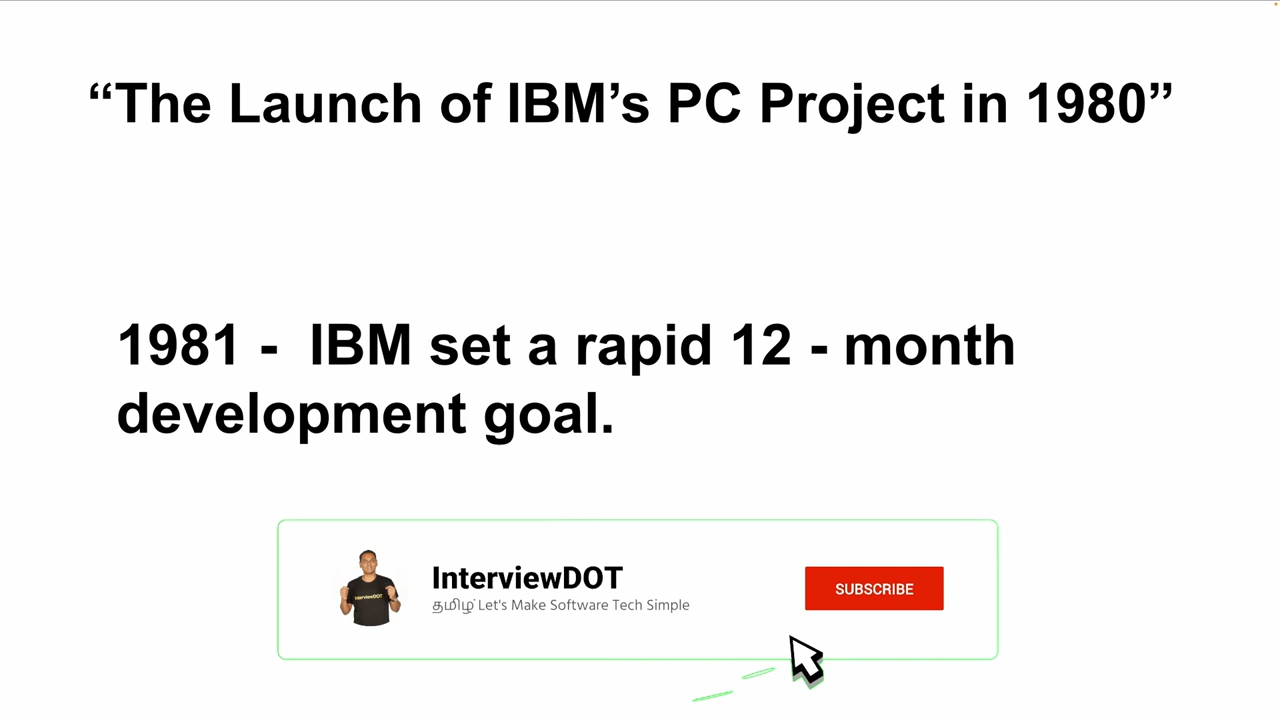 “The Launch of IBM’s PC Project in 1980”
1981 -  IBM set a rapid 12 - month
development goal.
InterviewDOT
தமிழ் Let's Make Software Tech Simple
SUBSCRIBE
InterviewDOT